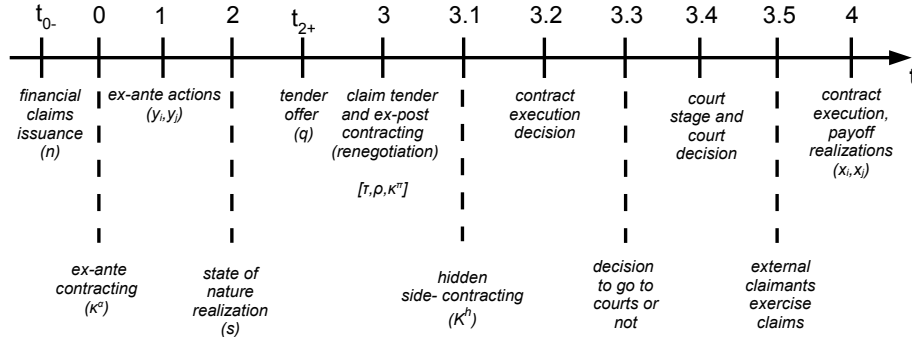 t0- 0 1 2 t2+ 3 3.1 3.2 3.3 3.4 3.5 4
t
financial
claims
issuance
(n)
ex-ante actions
(yi,yj)
tender
offer
(q)
claim tender
and ex-post
contracting
(renegotiation)
[τ,ρ,κπ]
contract
execution
decision
court
stage and
court
decision
contract
execution,
payoff
realizations
(xi,xj)
ex-ante
contracting
(κα)
state of
nature
realization
(s)
hidden
side- contracting
(Kh)
decision
to go to
courts or
not
external
claimants
exercise
claims